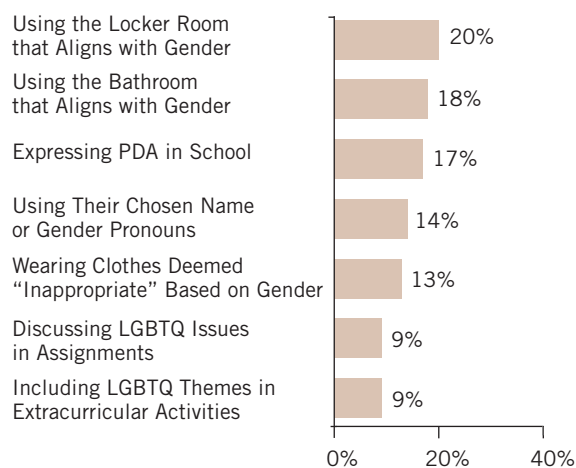 Using the Locker Room
that Aligns with Gender
20%
Using the Bathroom
that Aligns with Gender
18%
Expressing PDA in School
17%
Using Their Chosen Name
or Gender Pronouns
14%
Wearing Clothes Deemed
“Inappropriate” Based on Gender
13%
Discussing LGBTQ Issues
in Assignments
9%
Including LGBTQ Themes in
Extracurricular Activities
9%
0% 20% 40%